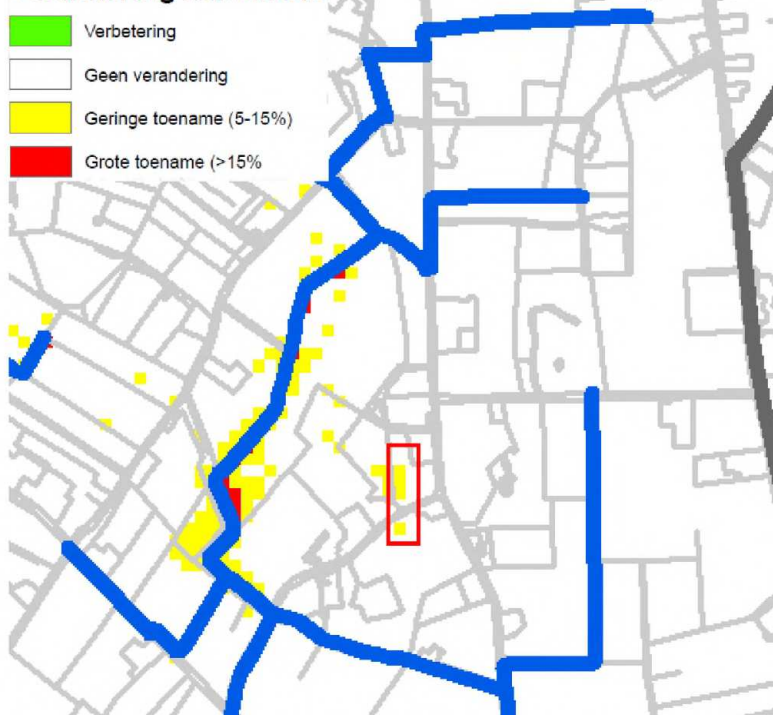 Verbetering
Geen verandering
Geringe toename (5-15%)
Grote toename (>15%